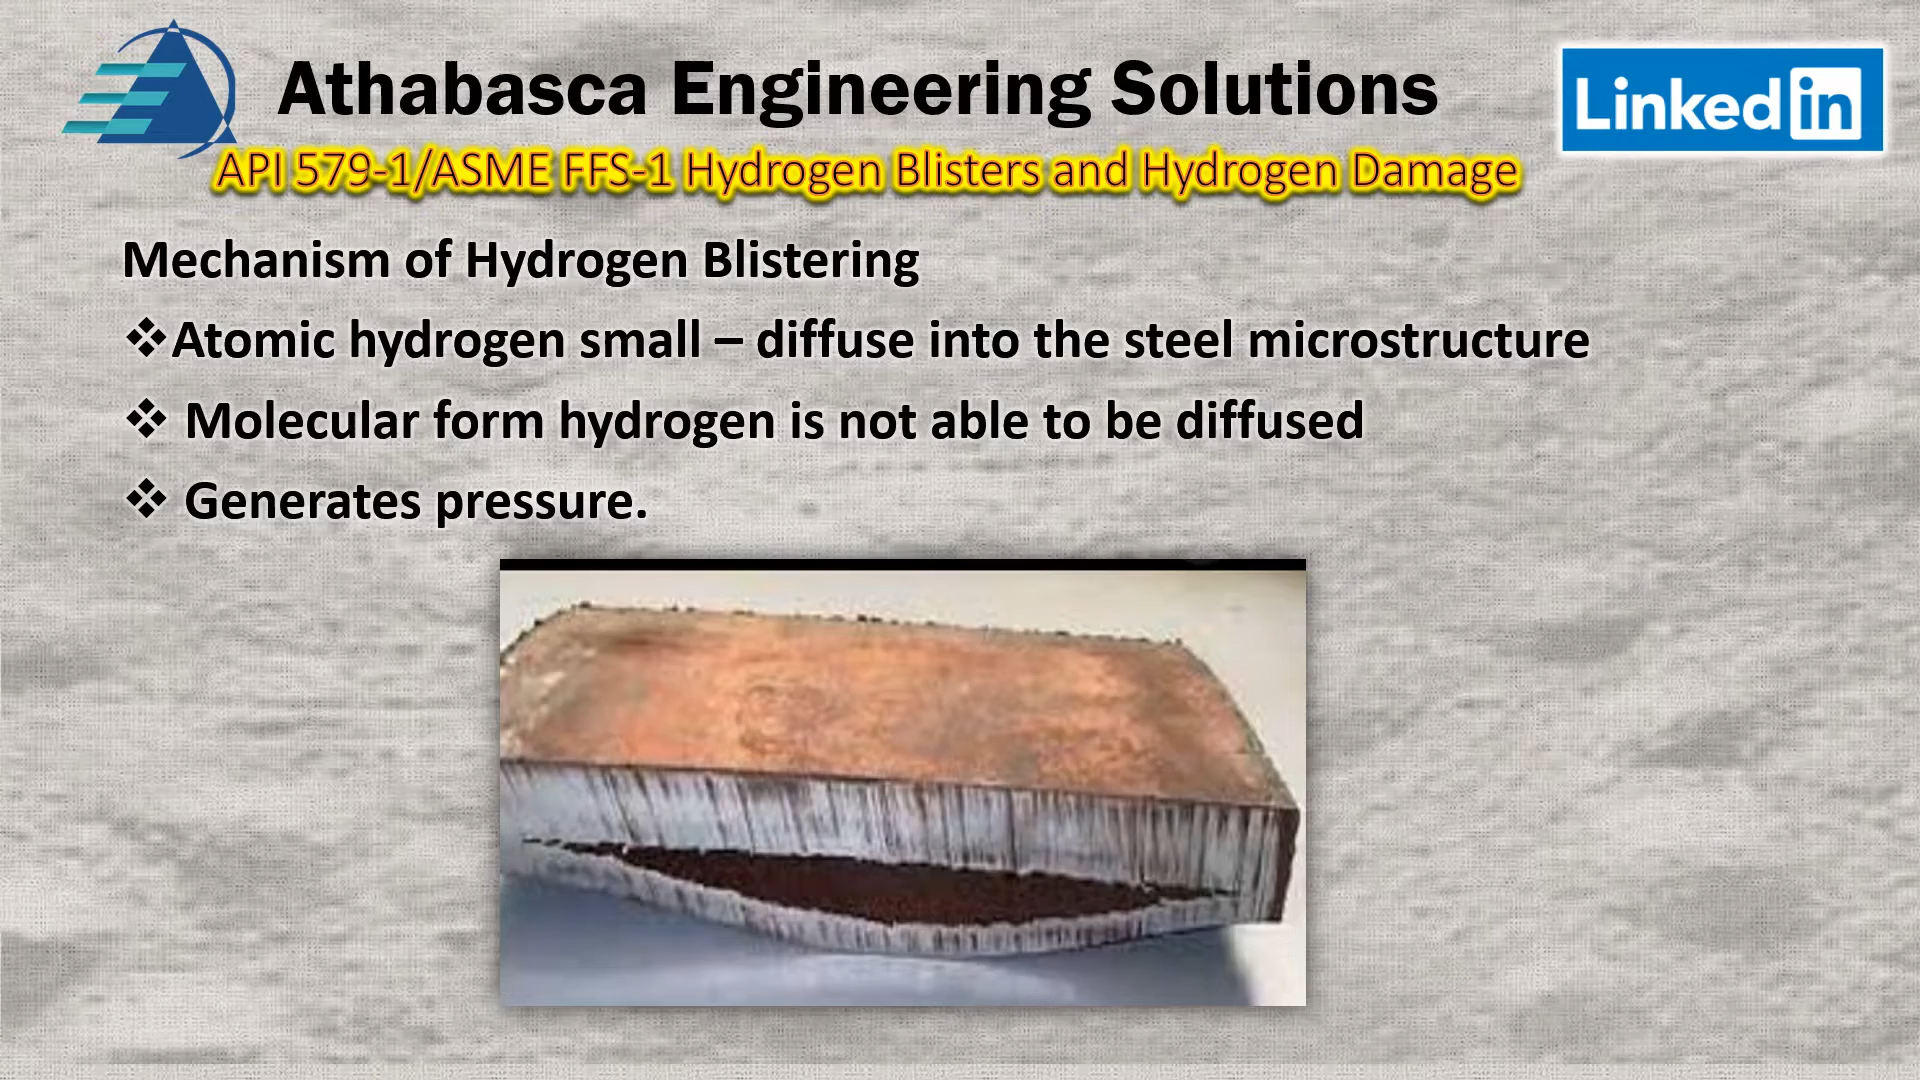 Athabasca Engineering Solutions
Linked in
API 579-1/ASME FFS-1 Hydrogen Blisters and Hydrogen Damage
Mechanism of Hydrogen Blistering
❖Atomic hydrogen small – diffuse into the steel microstructure
❖ Molecular form hydrogen is not able to be diffused
❖ Generates pressure.